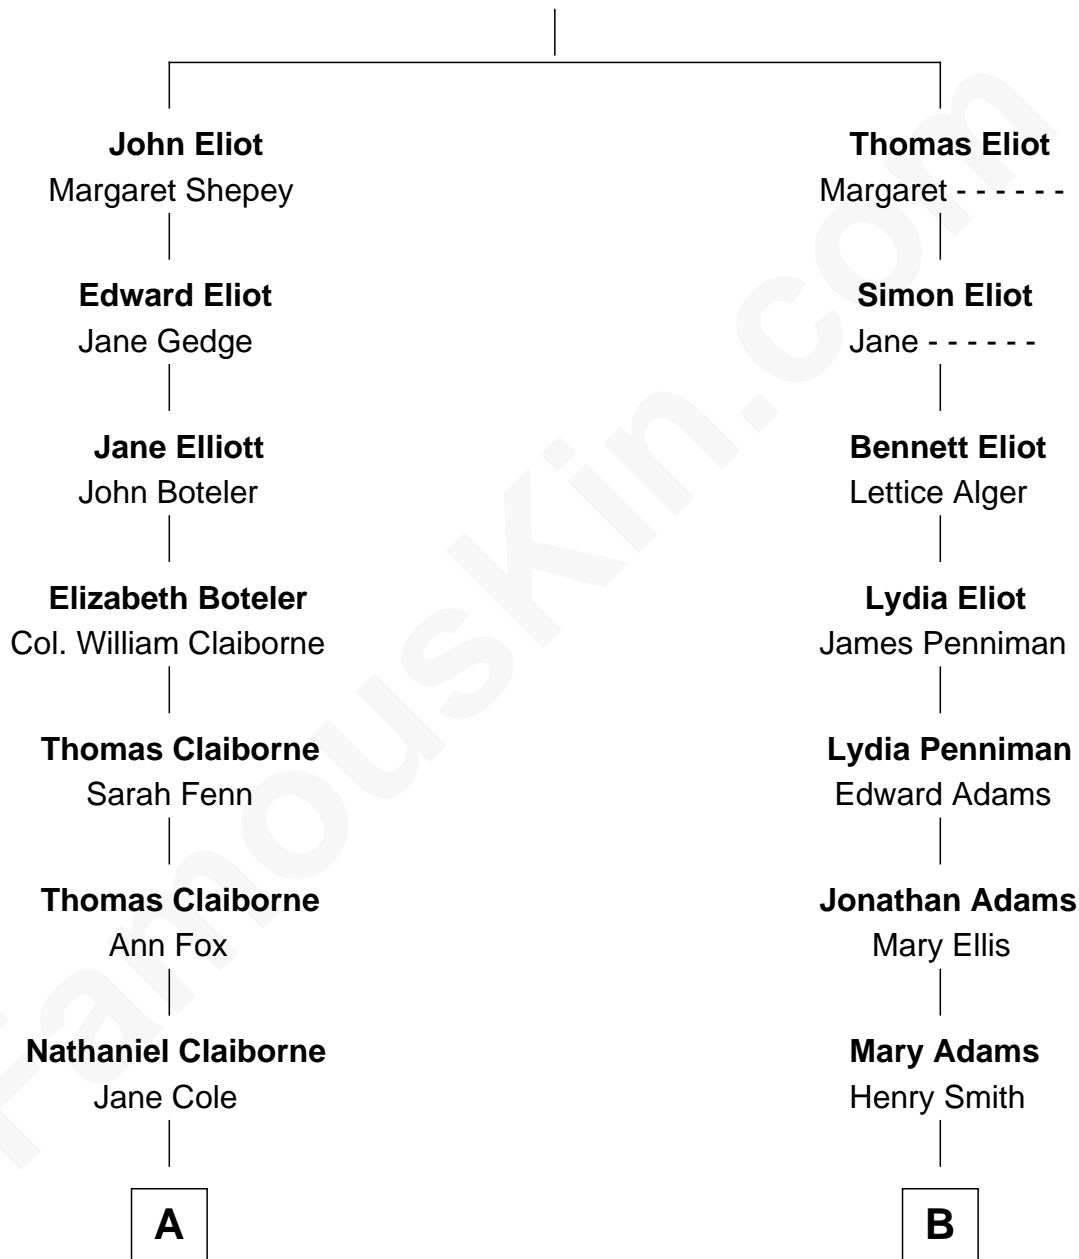 John Eliot
Margaret Shepey
Thomas Eliot
Margaret - - - - - -
Edward Eliot
Jane Gedge
Simon Eliot
Jane - - - - - -
Jane Elliott
John Boteler
Bennett Eliot
Lettice Alger
Elizabeth Boteler
Col. William Claiborne
Lydia Eliot
James Penniman
Thomas Claiborne
Sarah Fenn
Lydia Penniman
Edward Adams
Thomas Claiborne
Ann Fox
Jonathan Adams
Mary Ellis
Nathaniel Claiborne
Jane Cole
Mary Adams
Henry Smith
A
B
FamousKin.com